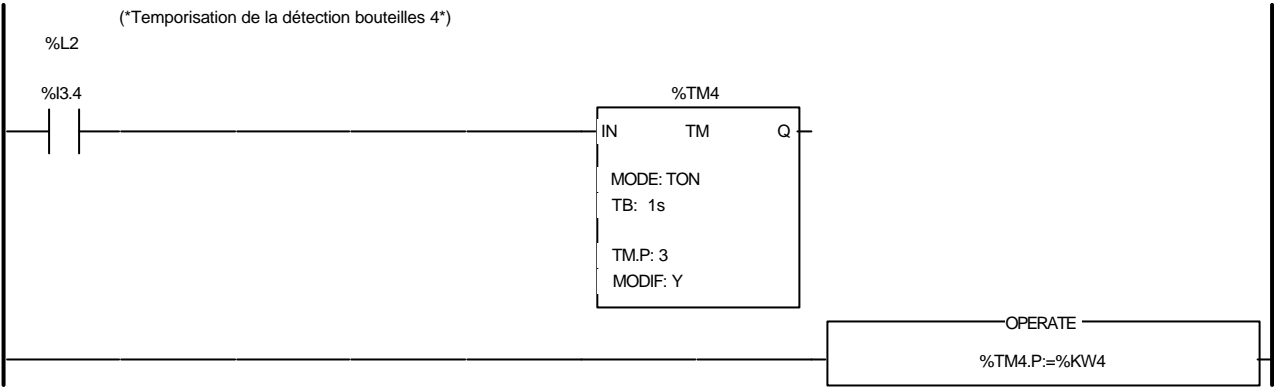 (*Temporisation de la détection bouteilles 4*)
%L2
%I3.4
%TM4
IN TM Q
MODE: TON
TB: 1s
TM.P: 3
MODIF: Y
OPERATE
%TM4.P:=%KW4